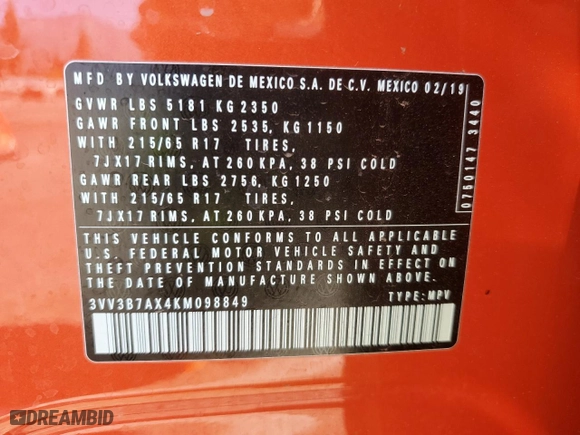 MFD BY VOLKSWAGEN DE MEXICO S.A. DE C.V. MEXICO 02/19
GVWR LBS 5181 KG 2350
GAWR FRONT LBS 2535, KG 1150
WITH 215/65 R17 TIRES,
7JX17 RIMS, AT 260 KPA, 38 PSI COLD
GAWR REAR LBS 2756, KG 1250
WITH 215/65 R17 TIRES,
7JX17 RIMS, AT 260 KPA, 38 PSI COLD
0750147 3440
THIS VEHICLE CONFORMS TO ALL APPLICABLE
U.S. FEDERAL MOTOR VEHICLE SAFETY AND
THEFT PREVENTION STANDARDS IN EFFECT ON
THE DATE OF MANUFACTURE SHOWN ABOVE.
3VV3B7AX4KM098849 TYPE: MPV
DREAMBID